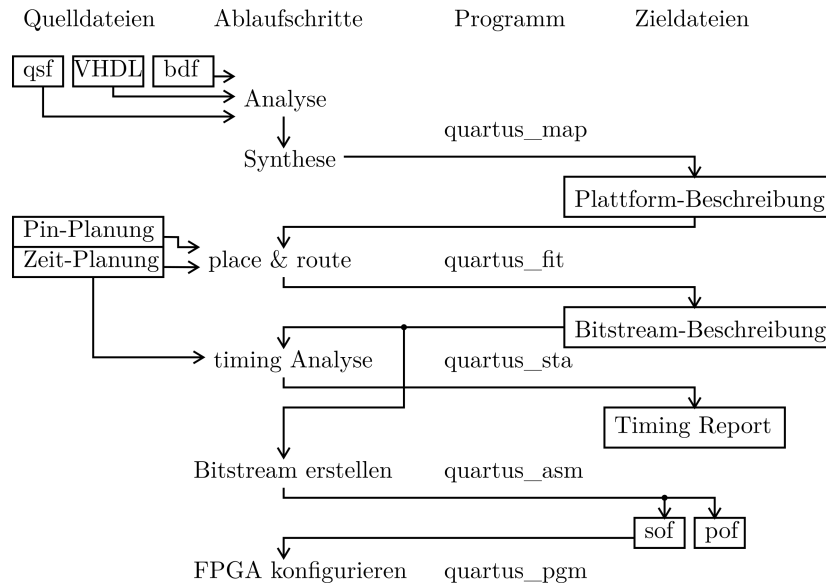 Quelldateien Ablaufschritte Programm Zieldateien
qsf VHDL bdf
Analyse
quartus_map
Synthese
Plattform-Beschreibung
Pin-Planung
Zeit-Planung place & route quartus_fit
Bitstream-Beschreibung
timing Analyse quartus_sta
Timing Report
Bitstream erstellen quartus_asm
sof pof
FPGA konfigurieren quartus_pgm